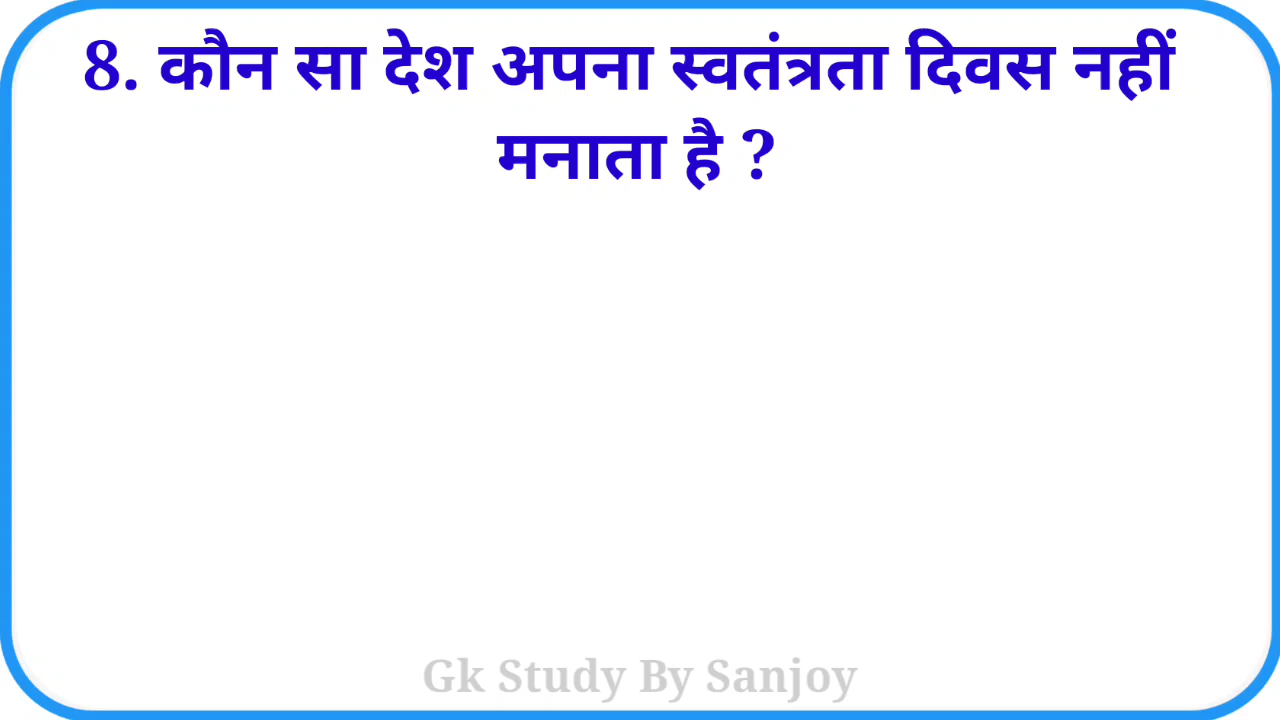 8. कौन सा देश अपना स्वतंत्रता दिवस नहीं
मनाता है ?
Gk Study By Sanjoy